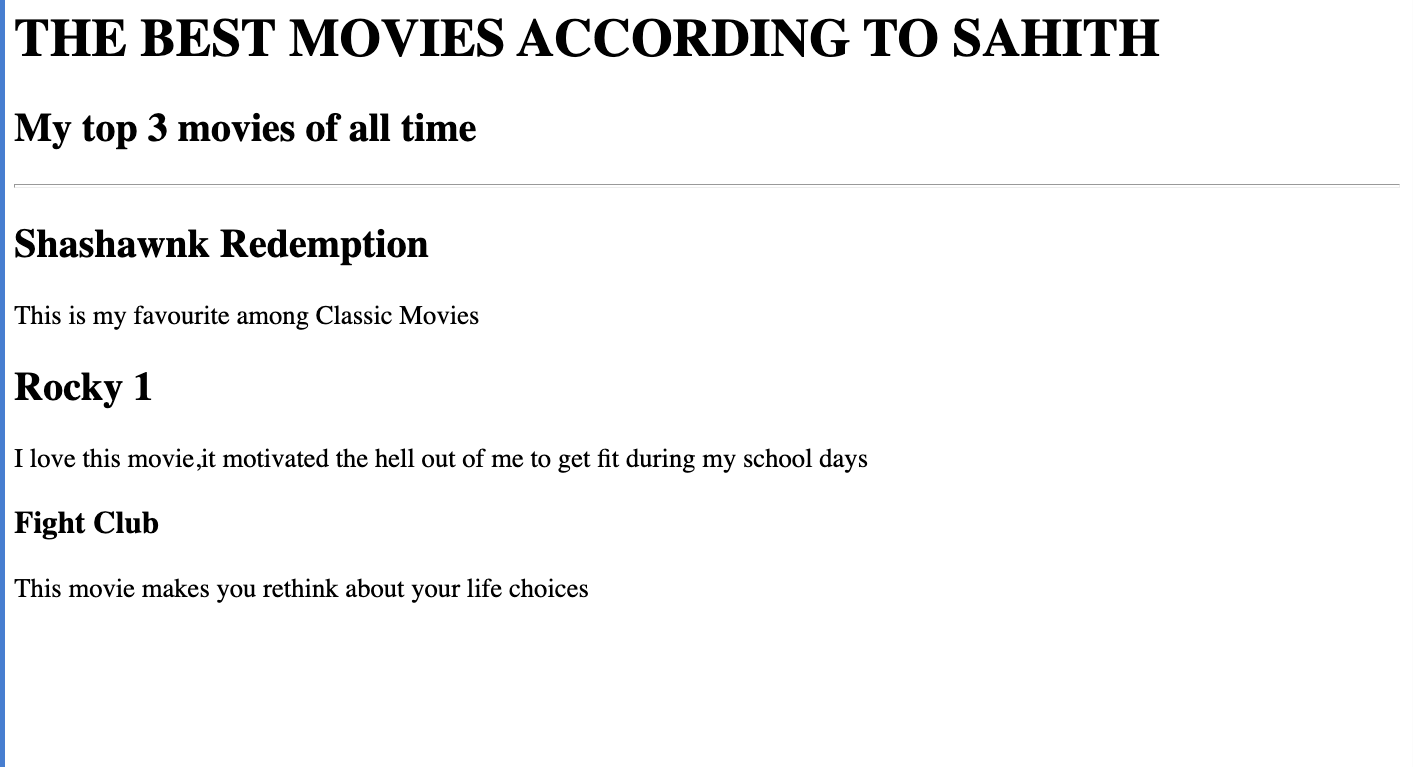 THE BEST MOVIES ACCORDING TO SAHITH
My top 3 movies of all time
Shashawnk Redemption
This is my favourite among Classic Movies
Rocky 1
I love this movie,it motivated the hell out of me to get fit during my school days
Fight Club
This movie makes you rethink about your life choices